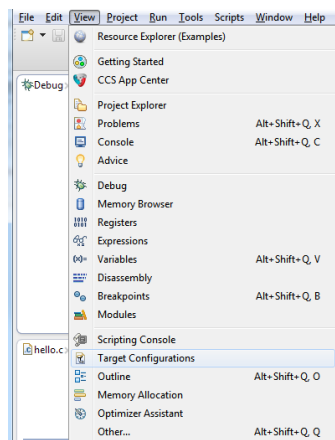 File Edit View Project Run Tools Scripts Window Help
Resource Explorer (Examples)
Getting Started
CCS App Center
Debug
Project Explorer
Problems Alt+Shift+Q, X
Console Alt+Shift+Q, C
Advice
Debug
Memory Browser
Registers
Expressions
Variables Alt+Shift+Q, V
Disassembly
Breakpoints Alt+Shift+Q, B
Modules
Scripting Console
hello.c
Target Configurations
Outline Alt+Shift+Q, O
Memory Allocation
Optimizer Assistant
Other... Alt+Shift+Q, Q